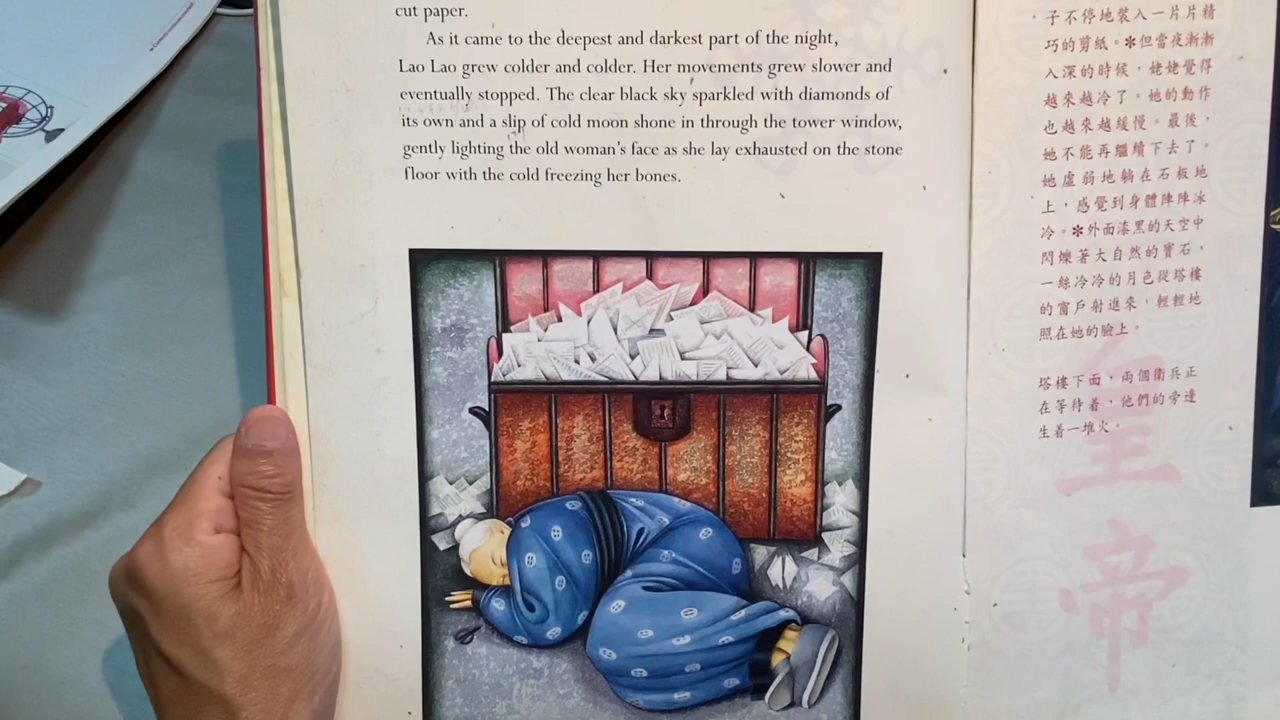 cut paper.
As it came to the deepest and darkest part of the night,
Lao Lao grew colder and colder. Her movements grew slower and
eventually stopped. The clear black sky sparkled with diamonds of
its own and a slip of cold moon shone in through the tower window,
gently lighting the old woman's face as she lay exhausted on the stone
floor with the cold freezing her bones.
子不停地裝入一片片精
巧的剪紙。✻但當夜漸漸
入深的時候，姥姥覺得
越來越冷了。她的動作
也越來越緩慢。最後，
她不能再繼續下去了。
她虛弱地躺在石板地
上，感覺到身體陣陣冰
冷。✻外面漆黑的天空中
閃爍著大自然的寶石，
一絲冷冷的月色從塔樓
的窗戶射進來，輕輕地
照在她的臉上。
塔樓下面，兩個衛兵正
在等待着，他們的旁邊
生着一堆火。
皇
帝